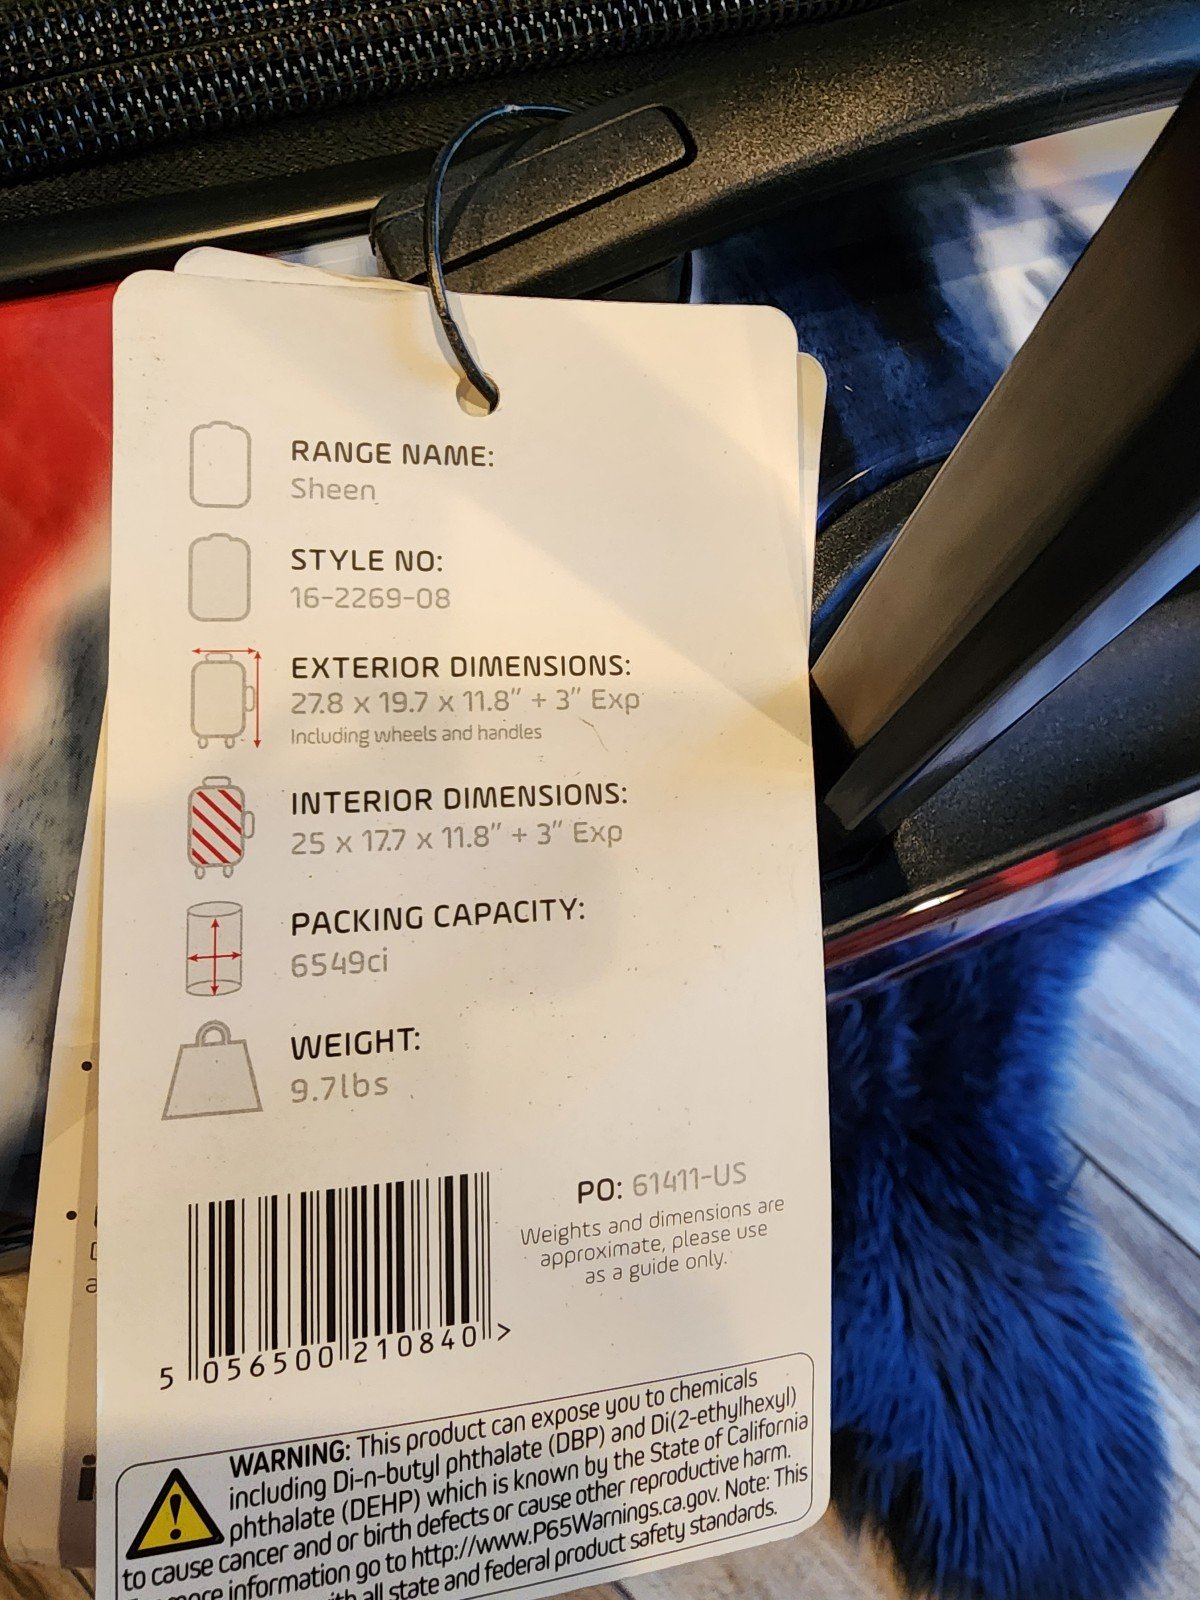 RANGE NAME:
Sheen
STYLE NO:
16-2269-08
EXTERIOR DIMENSIONS:
27.8 x 19.7 x 11.8" + 3" Exp
Including wheels and handles
INTERIOR DIMENSIONS:
25 x 17.7 x 11.8" + 3" Exp
PACKING CAPACITY:
6549ci
WEIGHT:
9.7lbs
PO: 61411-US
Weights and dimensions are
approximate, please use
as a guide only.
5 056500 210840 >
WARNING: This product can expose you to chemicals
including Di-n-butyl phthalate (DBP) and Di(2-ethylhexyl)
phthalate (DEHP) which is known by the State of California
to cause cancer and or birth defects or cause other reproductive harm.
more information go to http://www.P65Warnings.ca.gov. Note: This
all state and federal product safety standards.